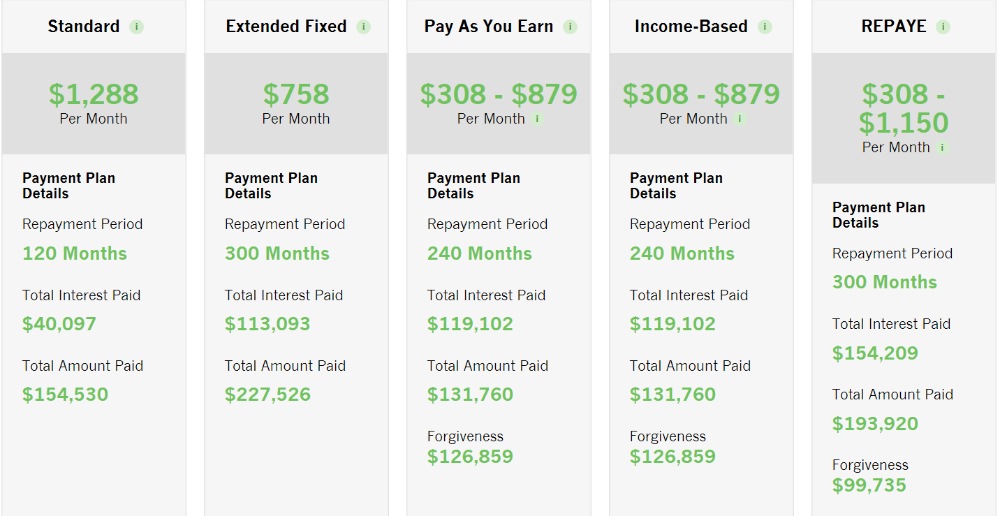 Standard i
$1,288
Per Month
Payment Plan
Details
Repayment Period
120 Months
Total Interest Paid
$40,097
Total Amount Paid
$154,530
Extended Fixed i
$758
Per Month
Payment Plan
Details
Repayment Period
300 Months
Total Interest Paid
$113,093
Total Amount Paid
$227,526
Pay As You Earn i
$308 - $879
Per Month i
Payment Plan
Details
Repayment Period
240 Months
Total Interest Paid
$119,102
Total Amount Paid
$131,760
Forgiveness
$126,859
Income-Based i
$308 - $879
Per Month i
Payment Plan
Details
Repayment Period
240 Months
Total Interest Paid
$119,102
Total Amount Paid
$131,760
Forgiveness
$126,859
REPAYE i
$308 -
$1,150
Per Month i
Payment Plan
Details
Repayment Period
300 Months
Total Interest Paid
$154,209
Total Amount Paid
$193,920
Forgiveness
$99,735